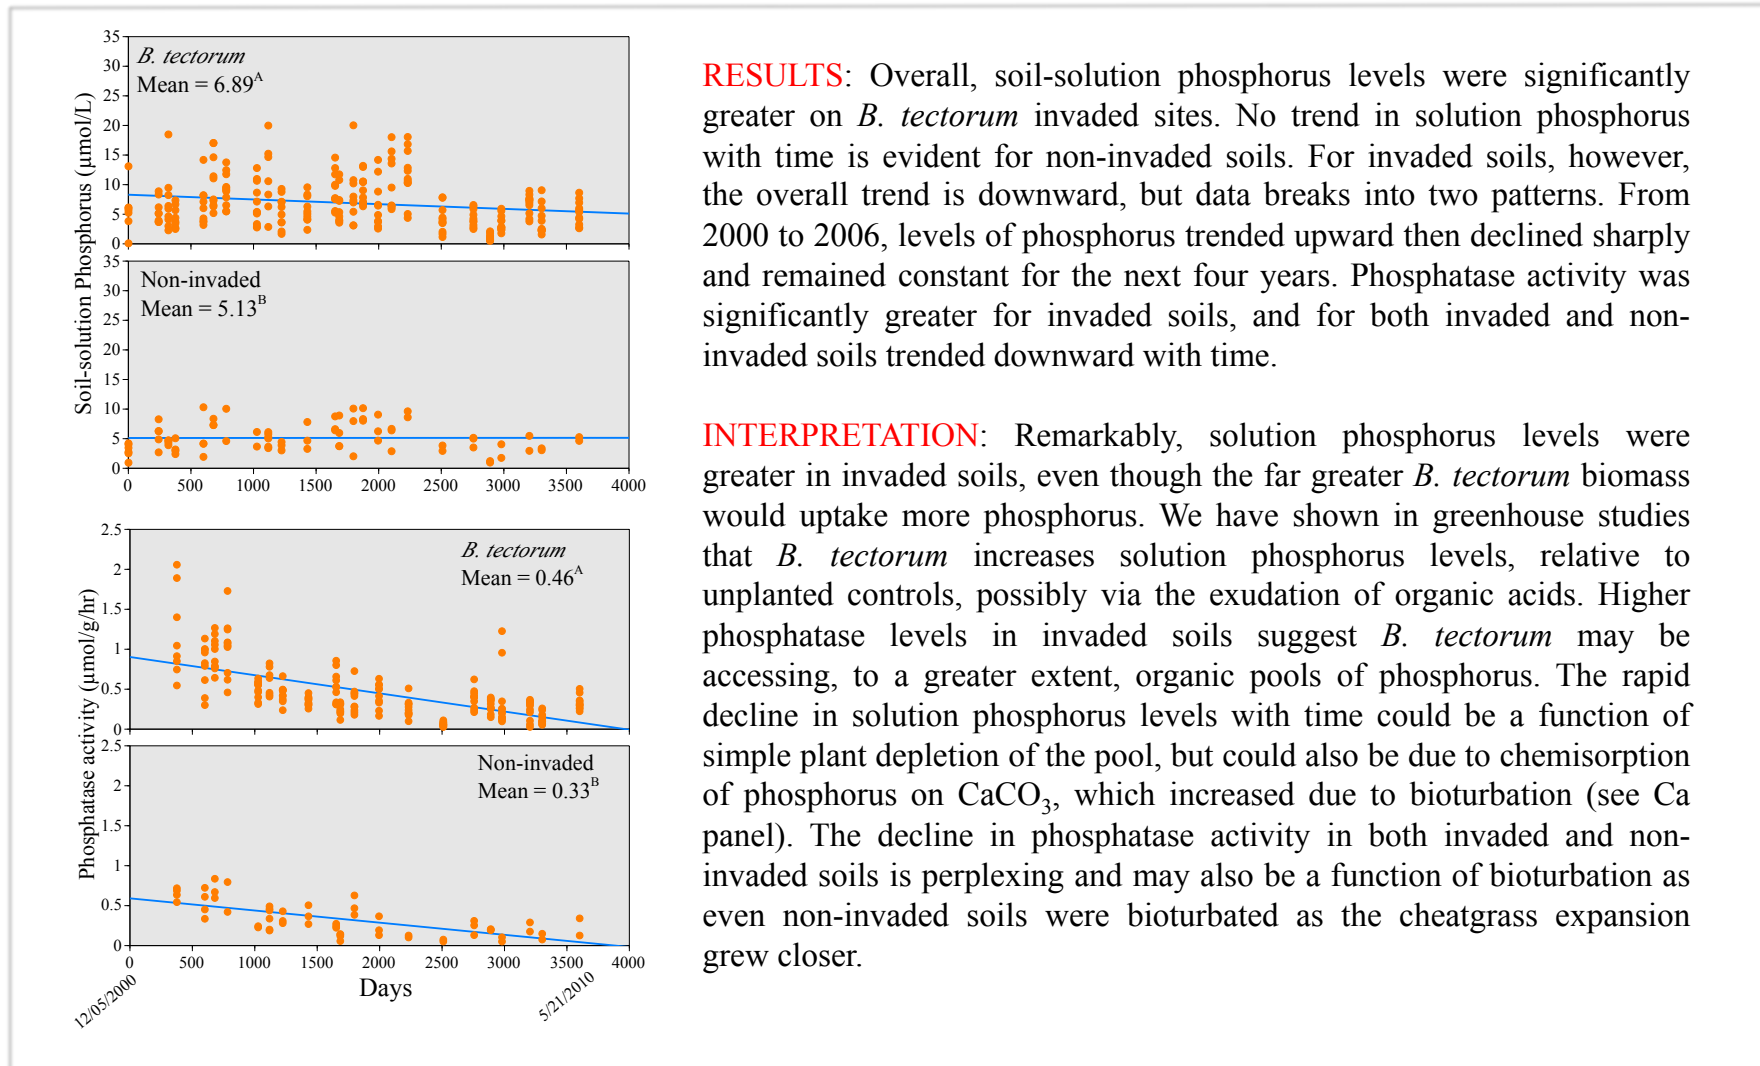 35
30
25
20
15
10
5
0
B. tectorum
Mean = 6.89^A
35
30
25
20
15
10
5
0
Non-invaded
Mean = 5.13^B
0 500 1000 1500 2000 2500 3000 3500 4000
Soil-solution Phosphorus (µmol/L)
2.5
2
1.5
1
0.5
0
B. tectorum
Mean = 0.46^A
2.5
2
1.5
1
0.5
0
Non-invaded
Mean = 0.33^B
0 500 1000 1500 2000 2500 3000 3500 4000
Phosphatase activity (µmol/g/hr)
Days
12/05/2000
5/21/2010
RESULTS: Overall, soil-solution phosphorus levels were significantly
greater on B. tectorum invaded sites. No trend in solution phosphorus
with time is evident for non-invaded soils. For invaded soils, however,
the overall trend is downward, but data breaks into two patterns. From
2000 to 2006, levels of phosphorus trended upward then declined sharply
and remained constant for the next four years. Phosphatase activity was
significantly greater for invaded soils, and for both invaded and non-
invaded soils trended downward with time.
INTERPRETATION: Remarkably, solution phosphorus levels were
greater in invaded soils, even though the far greater B. tectorum biomass
would uptake more phosphorus. We have shown in greenhouse studies
that B. tectorum increases solution phosphorus levels, relative to
unplanted controls, possibly via the exudation of organic acids. Higher
phosphatase levels in invaded soils suggest B. tectorum may be
accessing, to a greater extent, organic pools of phosphorus. The rapid
decline in solution phosphorus levels with time could be a function of
simple plant depletion of the pool, but could also be due to chemisorption
of phosphorus on CaCO₃, which increased due to bioturbation (see Ca
panel). The decline in phosphatase activity in both invaded and non-
invaded soils is perplexing and may also be a function of bioturbation as
even non-invaded soils were bioturbated as the cheatgrass expansion
grew closer.